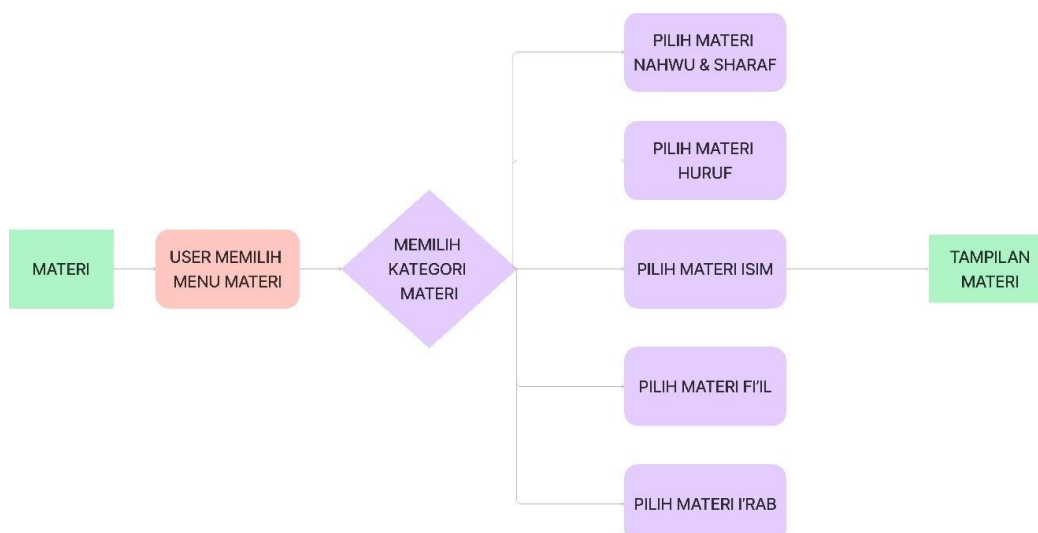 MATERI
USER MEMILIH
MENU MATERI
MEMILIH
KATEGORI
MATERI
PILIH MATERI
NAHWU & SHARAF
PILIH MATERI
HURUF
PILIH MATERI ISIM
PILIH MATERI FI'IL
PILIH MATERI I'RAB
TAMPILAN
MATERI